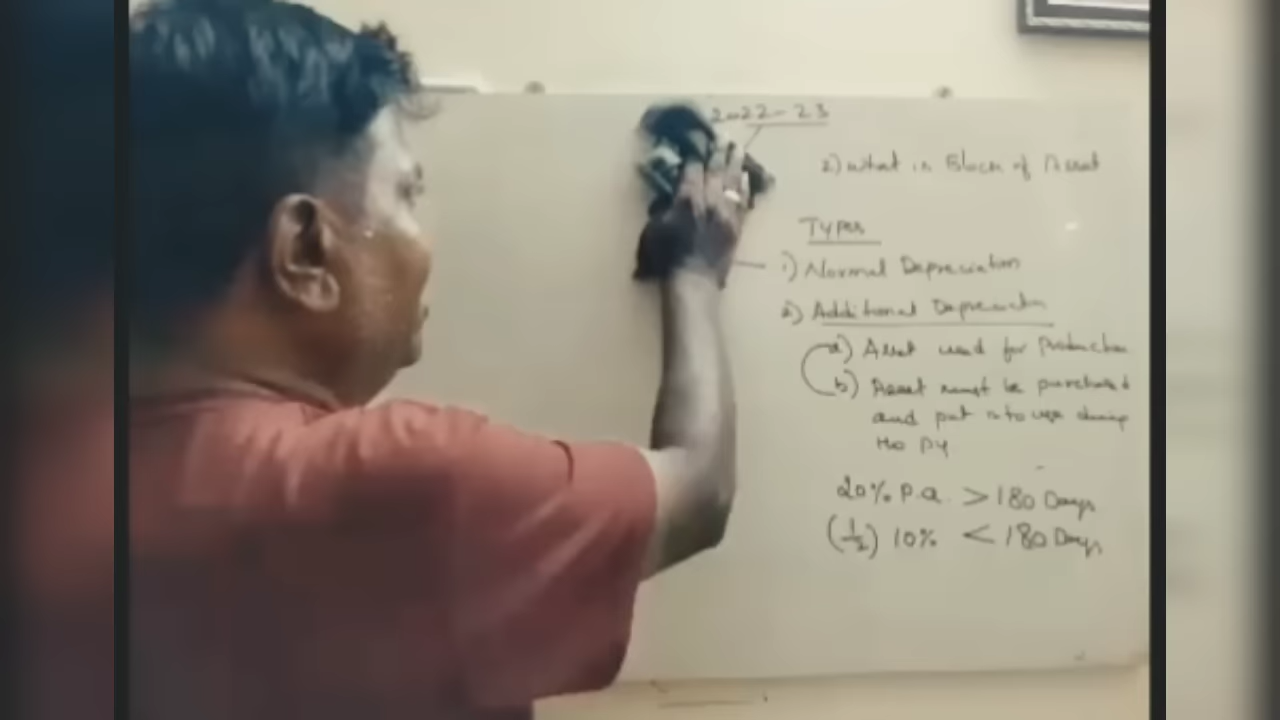 2022-23
2) What is Block of Asset
Types
1) Normal Depreciation
2) Additional Depreciation
a) Asset used for Production
b) Asset must be purchased
and put into use during
the PY
20% P.a. > 180 Days
(1/2) 10% < 180 Days